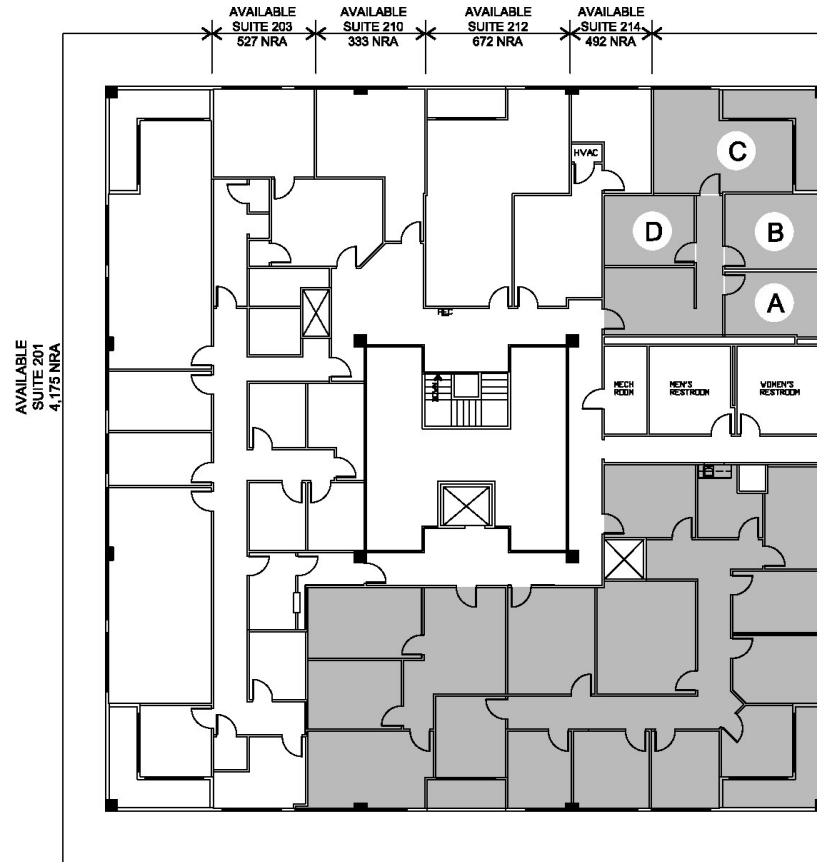 AVAILABLE
SUITE 203
527 NRA
AVAILABLE
SUITE 210
333 NRA
AVAILABLE
SUITE 212
672 NRA
AVAILABLE
SUITE 214
492 NRA
HVAC
C
D
B
A
AVAILABLE
SUITE 201
4,175 NRA
MECH
ROOM
MEN'S
RESTROOM
WOMEN'S
RESTROOM
DOWN